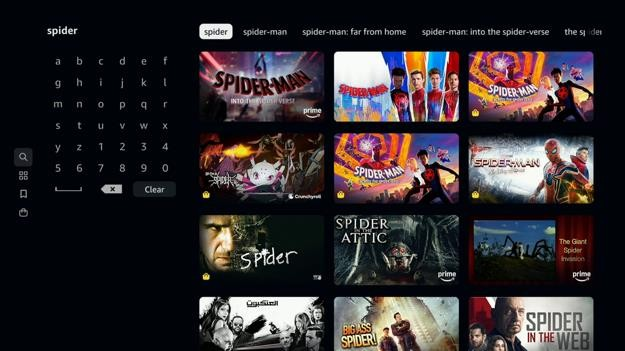 spider
spider spider-man spider-man: far from home spider-man: into the spider-verse the spider
a b c d e f
g h i j k l
m n o p q r
s t u v w x
y z 1 2 3 4
5 6 7 8 9 0
Clear
SPIDER-MAN
INTO THE SPIDER-VERSE
prime
SPIDER-MAN
SPIDER-MAN
Crunchyroll
SPIDER-MAN
SPIDER-MAN
Spider
SPIDER IN THE ATTIC
prime
The Giant
Spider
Invasion
prime
العنكبوت
BIG ASS
SPIDER!
SPIDER
IN THE WEB